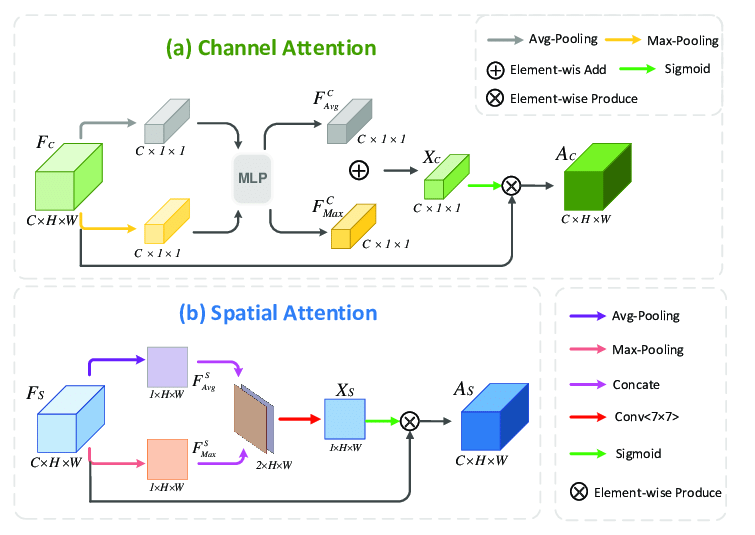 (a) Channel Attention
Avg-Pooling
Max-Pooling
Element-wis Add
Sigmoid
Element-wise Produce
F_C
C×H×W
C × 1 × 1
C × 1 × 1
MLP
F^C_Avg
C × 1 × 1
F^C_Max
C × 1 × 1
X_C
C × 1 × 1
A_C
C×H×W
(b) Spatial Attention
F_S
C×H×W
1×H×W
F^S_Avg
1×H×W
F^S_Max
2×H×W
X_S
1×H×W
A_S
C×H×W
Avg-Pooling
Max-Pooling
Concate
Conv<7×7>
Sigmoid
Element-wise Produce